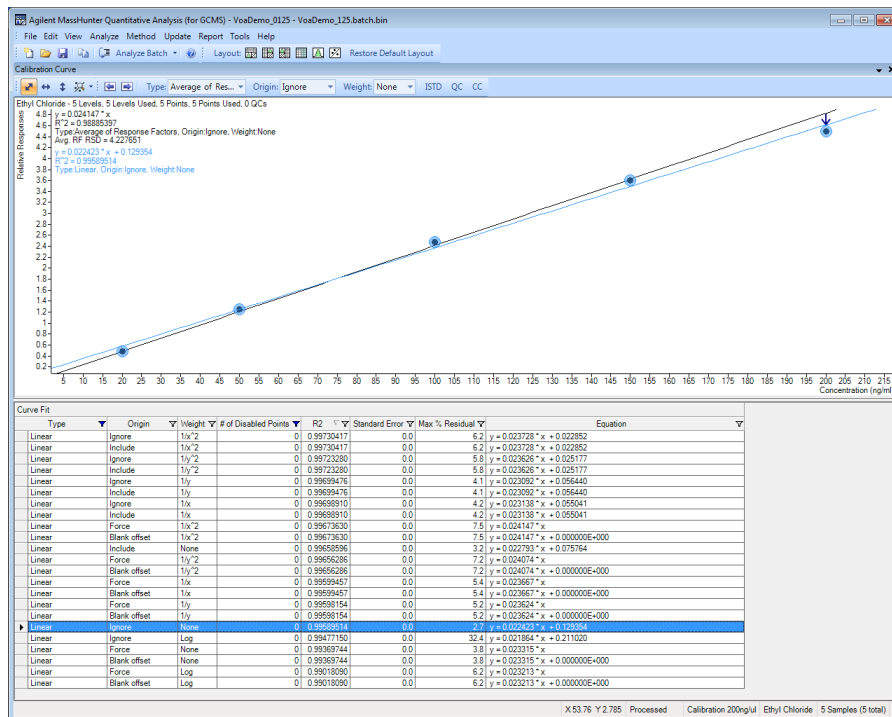 Agilent MassHunter Quantitative Analysis (for GCMS) - VoaDemo_0125 - VoaDemo_125.batch.bin
File Edit View Analyze Method Update Report Tools Help
Analyze Batch Layout: Restore Default Layout
Calibration Curve
Type: Average of Res... Origin: Ignore Weight: None ISTD QC CC
Ethyl Chloride - 5 Levels, 5 Levels Used, 5 Points, 5 Points Used, 0 QCs
y = 0.024147 * x
R^2 = 0.98885397
Type:Average of Response Factors, Origin:Ignore, Weight:None
Avg. RF RSD = 4.227651
y = 0.022423 * x + 0.129354
R^2 = 0.99589514
Type:Linear, Origin:Ignore, Weight:None
Relative Responses
4.8
4.6
4.4
4.2
4
3.8
3.6
3.4
3.2
3
2.8
2.6
2.4
2.2
2
1.8
1.6
1.4
1.2
1
0.8
0.6
0.4
0.2
5 10 15 20 25 30 35 40 45 50 55 60 65 70 75 80 85 90 95 100 105 110 115 120 125 130 135 140 145 150 155 160 165 170 175 180 185 190 195 200 205 210 215
Concentration (ng/ml
Curve Fit
Type Origin Weight # of Disabled Points R2 Standard Error Max % Residual Equation
Linear Ignore 1/x^2 0 0.99730417 0.0 6.2 y = 0.023728 * x + 0.022852
Linear Include 1/x^2 0 0.99730417 0.0 6.2 y = 0.023728 * x + 0.022852
Linear Ignore 1/y^2 0 0.99723280 0.0 5.8 y = 0.023626 * x + 0.025177
Linear Include 1/y^2 0 0.99723280 0.0 5.8 y = 0.023626 * x + 0.025177
Linear Ignore 1/y 0 0.99699476 0.0 4.1 y = 0.023092 * x + 0.056440
Linear Include 1/y 0 0.99699476 0.0 4.1 y = 0.023092 * x + 0.056440
Linear Ignore 1/x 0 0.99698910 0.0 4.2 y = 0.023138 * x + 0.055041
Linear Include 1/x 0 0.99698910 0.0 4.2 y = 0.023138 * x + 0.055041
Linear Force 1/x^2 0 0.99673630 0.0 7.5 y = 0.024147 * x
Linear Blank offset 1/x^2 0 0.99673630 0.0 7.5 y = 0.024147 * x + 0.000000E+000
Linear Include None 0 0.99658596 0.0 3.2 y = 0.022793 * x + 0.075764
Linear Force 1/y^2 0 0.99656286 0.0 7.2 y = 0.024074 * x
Linear Blank offset 1/y^2 0 0.99656286 0.0 7.2 y = 0.024074 * x + 0.000000E+000
Linear Force 1/x 0 0.99599457 0.0 5.4 y = 0.023667 * x
Linear Blank offset 1/x 0 0.99599457 0.0 5.4 y = 0.023667 * x + 0.000000E+000
Linear Force 1/y 0 0.99598154 0.0 5.2 y = 0.023624 * x
Linear Blank offset 1/y 0 0.99598154 0.0 5.2 y = 0.023624 * x + 0.000000E+000
Linear Ignore None 0 0.99589514 0.0 2.7 y = 0.022423 * x + 0.129354
Linear Ignore Log 0 0.99477150 0.0 32.4 y = 0.021864 * x + 0.211020
Linear Force None 0 0.99369744 0.0 3.8 y = 0.023315 * x
Linear Blank offset None 0 0.99369744 0.0 3.8 y = 0.023315 * x + 0.000000E+000
Linear Force Log 0 0.99018090 0.0 6.2 y = 0.023213 * x
Linear Blank offset Log 0 0.99018090 0.0 6.2 y = 0.023213 * x + 0.000000E+000
X 53.76 Y 2.785 Processed Calibration 200ng/ul Ethyl Chloride 5 Samples (5 total)